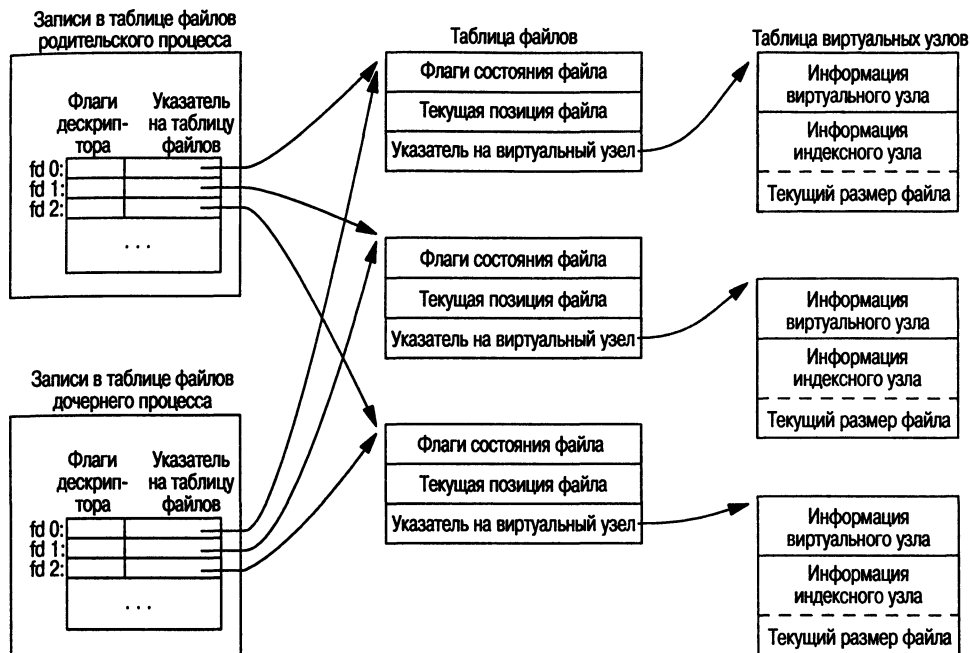 Записи в таблице файлов
родительского процесса
Флаги
дескрип-
тора
Указатель
на таблицу
файлов
fd 0:
fd 1:
fd 2:
. . .
Записи в таблице файлов
дочернего процесса
Флаги
дескрип-
тора
Указатель
на таблицу
файлов
fd 0:
fd 1:
fd 2:
. . .
Таблица файлов
Флаги состояния файла
Текущая позиция файла
Указатель на виртуальный узел
Флаги состояния файла
Текущая позиция файла
Указатель на виртуальный узел
Флаги состояния файла
Текущая позиция файла
Указатель на виртуальный узел
Таблица виртуальных узлов
Информация
виртуального узла
Информация
индексного узла
Текущий размер файла
Информация
виртуального узла
Информация
индексного узла
Текущий размер файла
Информация
виртуального узла
Информация
индексного узла
Текущий размер файла